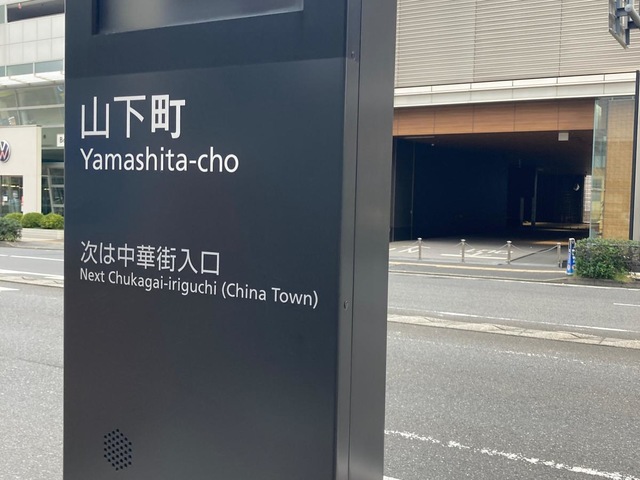 山下町
Yamashita-cho
次は中華街入口
Next Chukagai-iriguchi (China Town)